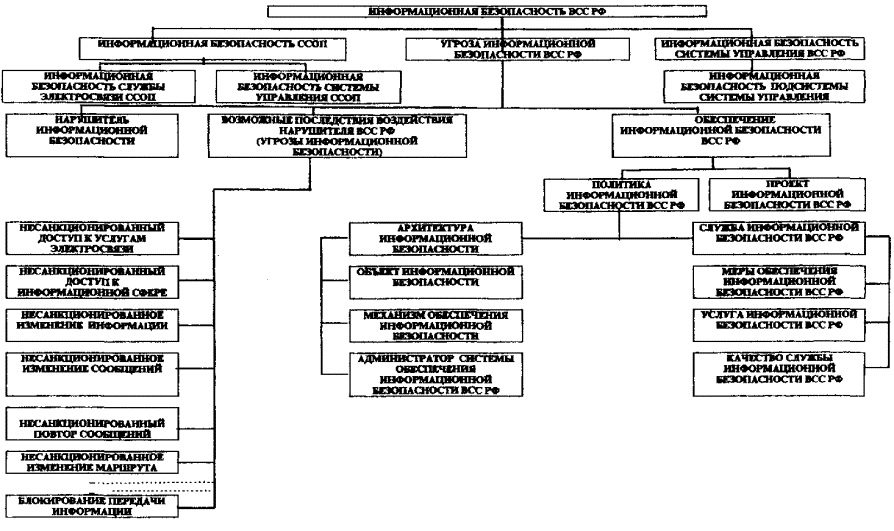 ИНФОРМАЦИОННАЯ БЕЗОПАСНОСТЬ ВСС РФ
ИНФОРМАЦИОННАЯ БЕЗОПАСНОСТЬ ССОП
УГРОЗА ИНФОРМАЦИОННОЙ
БЕЗОПАСНОСТИ ВСС РФ
ИНФОРМАЦИОННАЯ БЕЗОПАСНОСТЬ
СИСТЕМЫ УПРАВЛЕНИЯ ВСС РФ
ИНФОРМАЦИОННАЯ
БЕЗОПАСНОСТЬ СЛУЖБЫ
ЭЛЕКТРОСВЯЗИ ССОП
ИНФОРМАЦИОННАЯ
БЕЗОПАСНОСТЬ СИСТЕМЫ
УПРАВЛЕНИЯ ССОП
ИНФОРМАЦИОННАЯ
БЕЗОПАСНОСТЬ ПОДСИСТЕМЫ
СИСТЕМЫ УПРАВЛЕНИЯ
НАРУШИТЕЛЬ
ИНФОРМАЦИОННОЙ
БЕЗОПАСНОСТИ
ВОЗМОЖНЫЕ ПОСЛЕДСТВИЯ ВОЗДЕЙСТВИЯ
НАРУШИТЕЛЯ ВСС РФ
(УГРОЗЫ ИНФОРМАЦИОННОЙ
БЕЗОПАСНОСТИ)
ОБЕСПЕЧЕНИЕ
ИНФОРМАЦИОННОЙ БЕЗОПАСНОСТИ
ВСС РФ
ПОЛИТИКА
ИНФОРМАЦИОННОЙ
БЕЗОПАСНОСТИ ВСС РФ
ПРОЕКТ
ИНФОРМАЦИОННОЙ
БЕЗОПАСНОСТИ ВСС РФ
НЕСАНКЦИОНИРОВАННЫЙ
ДОСТУП К УСЛУГАМ
ЭЛЕКТРОСВЯЗИ
АРХИТЕКТУРА
ИНФОРМАЦИОННОЙ
БЕЗОПАСНОСТИ
СЛУЖБА ИНФОРМАЦИОННОЙ
БЕЗОПАСНОСТИ ВСС РФ
НЕСАНКЦИОНИРОВАННЫЙ
ДОСТУП К
ИНФОРМАЦИОННОЙ СФЕРЕ
ОБЪЕКТ ИНФОРМАЦИОННОЙ
БЕЗОПАСНОСТИ
МЕРЫ ОБЕСПЕЧЕНИЯ
ИНФОРМАЦИОННОЙ
БЕЗОПАСНОСТИ ВСС РФ
НЕСАНКЦИОНИРОВАННОЕ
ИЗМЕНЕНИЕ ИНФОРМАЦИИ
МЕХАНИЗМ ОБЕСПЕЧЕНИЯ
ИНФОРМАЦИОННОЙ
БЕЗОПАСНОСТИ
УСЛУГА ИНФОРМАЦИОННОЙ
БЕЗОПАСНОСТИ ВСС РФ
НЕСАНКЦИОНИРОВАННОЕ
ИЗМЕНЕНИЕ СООБЩЕНИЙ
АДМИНИСТРАТОР СИСТЕМЫ
ОБЕСПЕЧЕНИЯ
ИНФОРМАЦИОННОЙ
БЕЗОПАСНОСТИ ВСС РФ
КАЧЕСТВО СЛУЖБЫ
ИНФОРМАЦИОННОЙ
БЕЗОПАСНОСТИ ВСС РФ
НЕСАНКЦИОНИРОВАННЫЙ
ПОВТОР СООБЩЕНИЙ
НЕСАНКЦИОНИРОВАННОЕ
ИЗМЕНЕНИЕ МАРШРУТА
БЛОКИРОВАНИЕ ПЕРЕДАЧИ
ИНФОРМАЦИИ